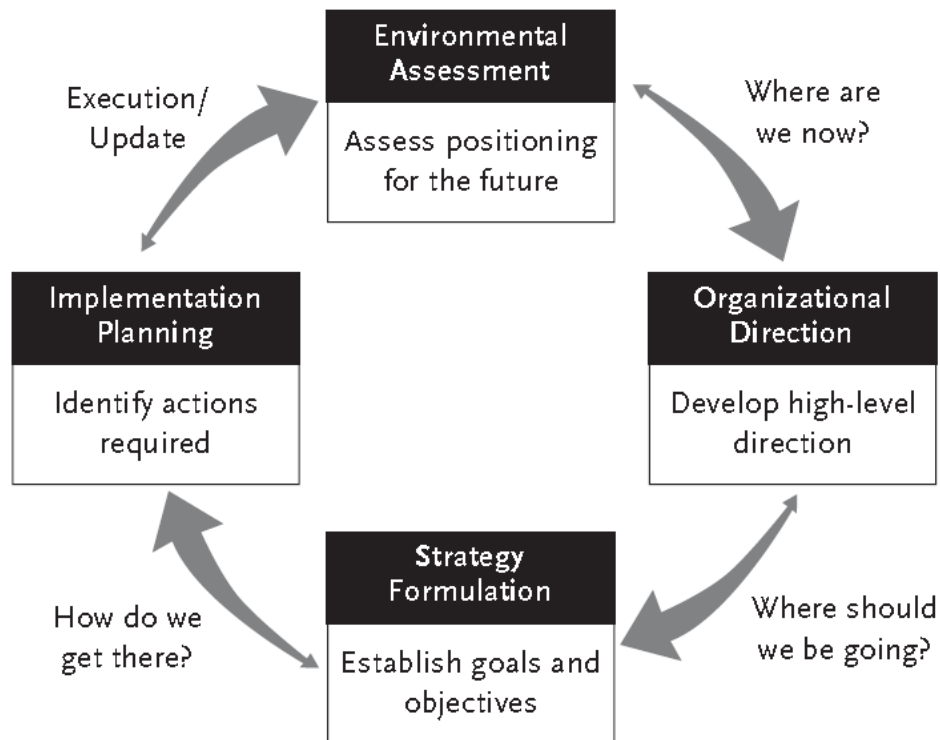 Environmental
Assessment
Assess positioning
for the future
Where are
we now?
Organizational
Direction
Develop high-level
direction
Where should
we be going?
Strategy
Formulation
Establish goals and
objectives
How do we
get there?
Implementation
Planning
Identify actions
required
Execution/
Update